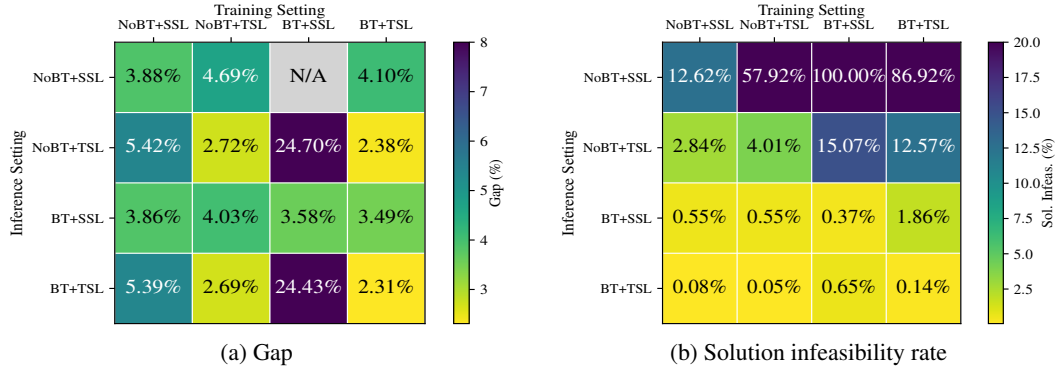 Training Setting
NoBT+SSL NoBT+TSL BT+SSL BT+TSL
Inference Setting
NoBT+SSL 3.88% 4.69% N/A 4.10%
NoBT+TSL 5.42% 2.72% 24.70% 2.38%
BT+SSL 3.86% 4.03% 3.58% 3.49%
BT+TSL 5.39% 2.69% 24.43% 2.31%
8
7
6
5
4
3
Gap (%)
(a) Gap
Training Setting
NoBT+SSL NoBT+TSL BT+SSL BT+TSL
Inference Setting
NoBT+SSL 12.62% 57.92% 100.00% 86.92%
NoBT+TSL 2.84% 4.01% 15.07% 12.57%
BT+SSL 0.55% 0.55% 0.37% 1.86%
BT+TSL 0.08% 0.05% 0.65% 0.14%
20.0
17.5
15.0
12.5
10.0
7.5
5.0
2.5
Sol. Infeas. (%)
(b) Solution infeasibility rate